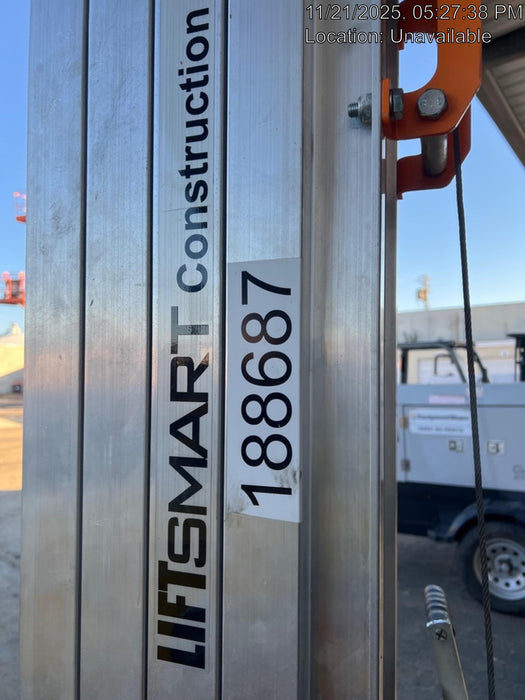 11/21/2025, 05:27:38 PM
Location: Unavailable
LIFTSMART Construction
188687